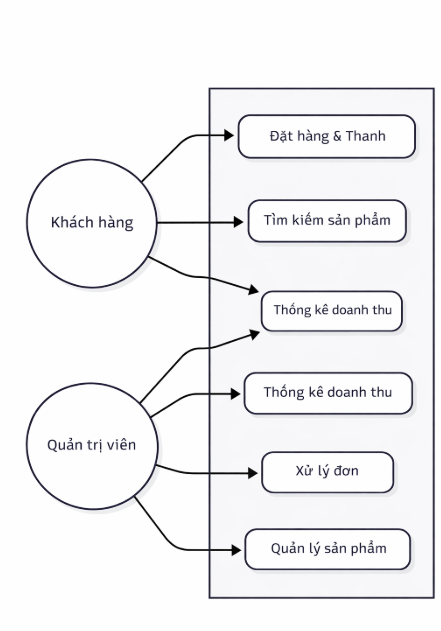 Đặt hàng & Thanh
Khách hàng
Tìm kiếm sản phẩm
Thống kê doanh thu
Thống kê doanh thu
Quản trị viên
Xử lý đơn
Quản lý sản phẩm